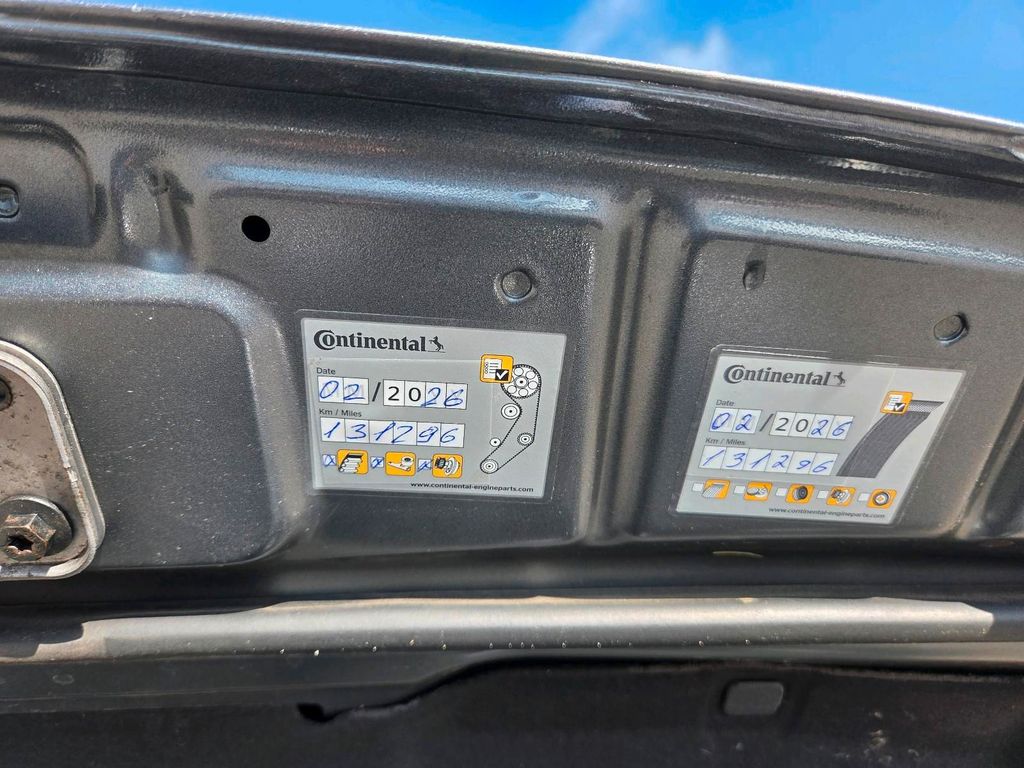 Continental
Date
02/2026
Km / Miles
131296
www.continental-engineparts.com
Continental
Date
02/2026
Km / Miles
131296
www.continental-engineparts.com